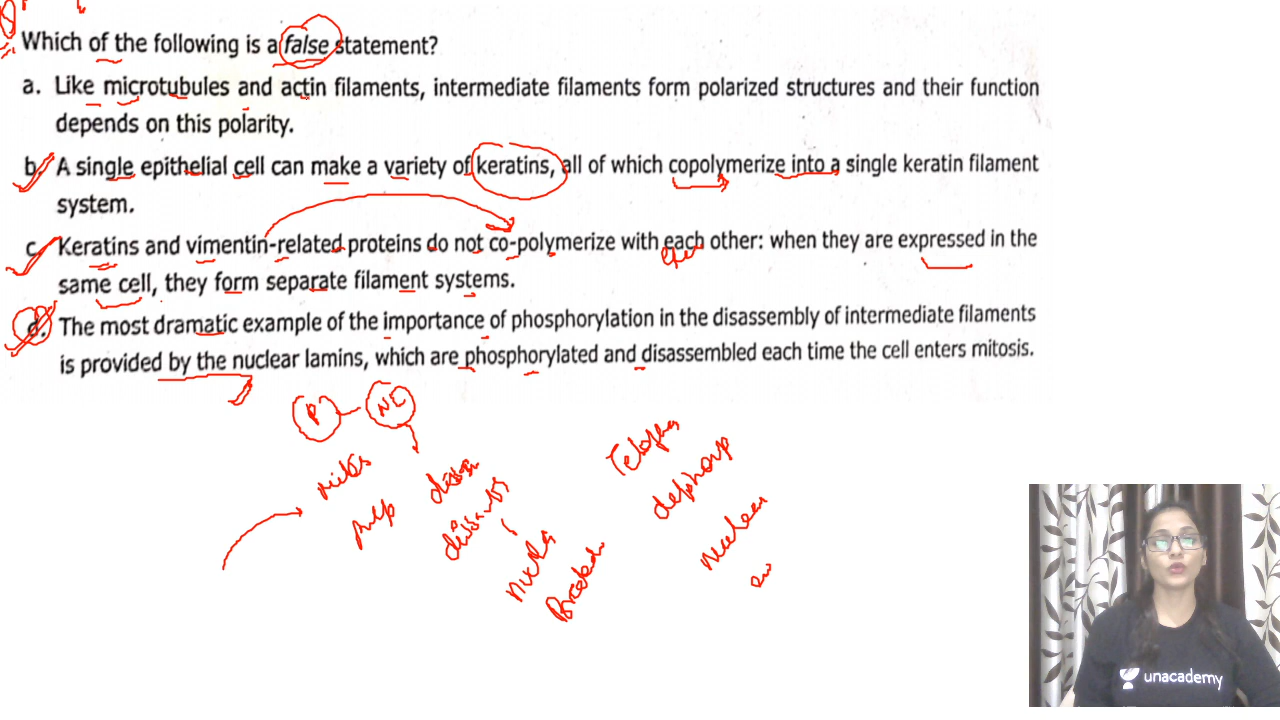 Which of the following is a false statement?
a. Like microtubules and actin filaments, intermediate filaments form polarized structures and their function
depends on this polarity.
b. A single epithelial cell can make a variety of keratins, all of which copolymerize into a single keratin filament
system.
c. Keratins and vimentin-related proteins do not co-polymerize with each other: when they are expressed in the
same cell, they form separate filament systems.
d. The most dramatic example of the importance of phosphorylation in the disassembly of intermediate filaments
is provided by the nuclear lamins, which are phosphorylated and disassembled each time the cell enters mitosis.
P
dephosp
nuclear
unacademy